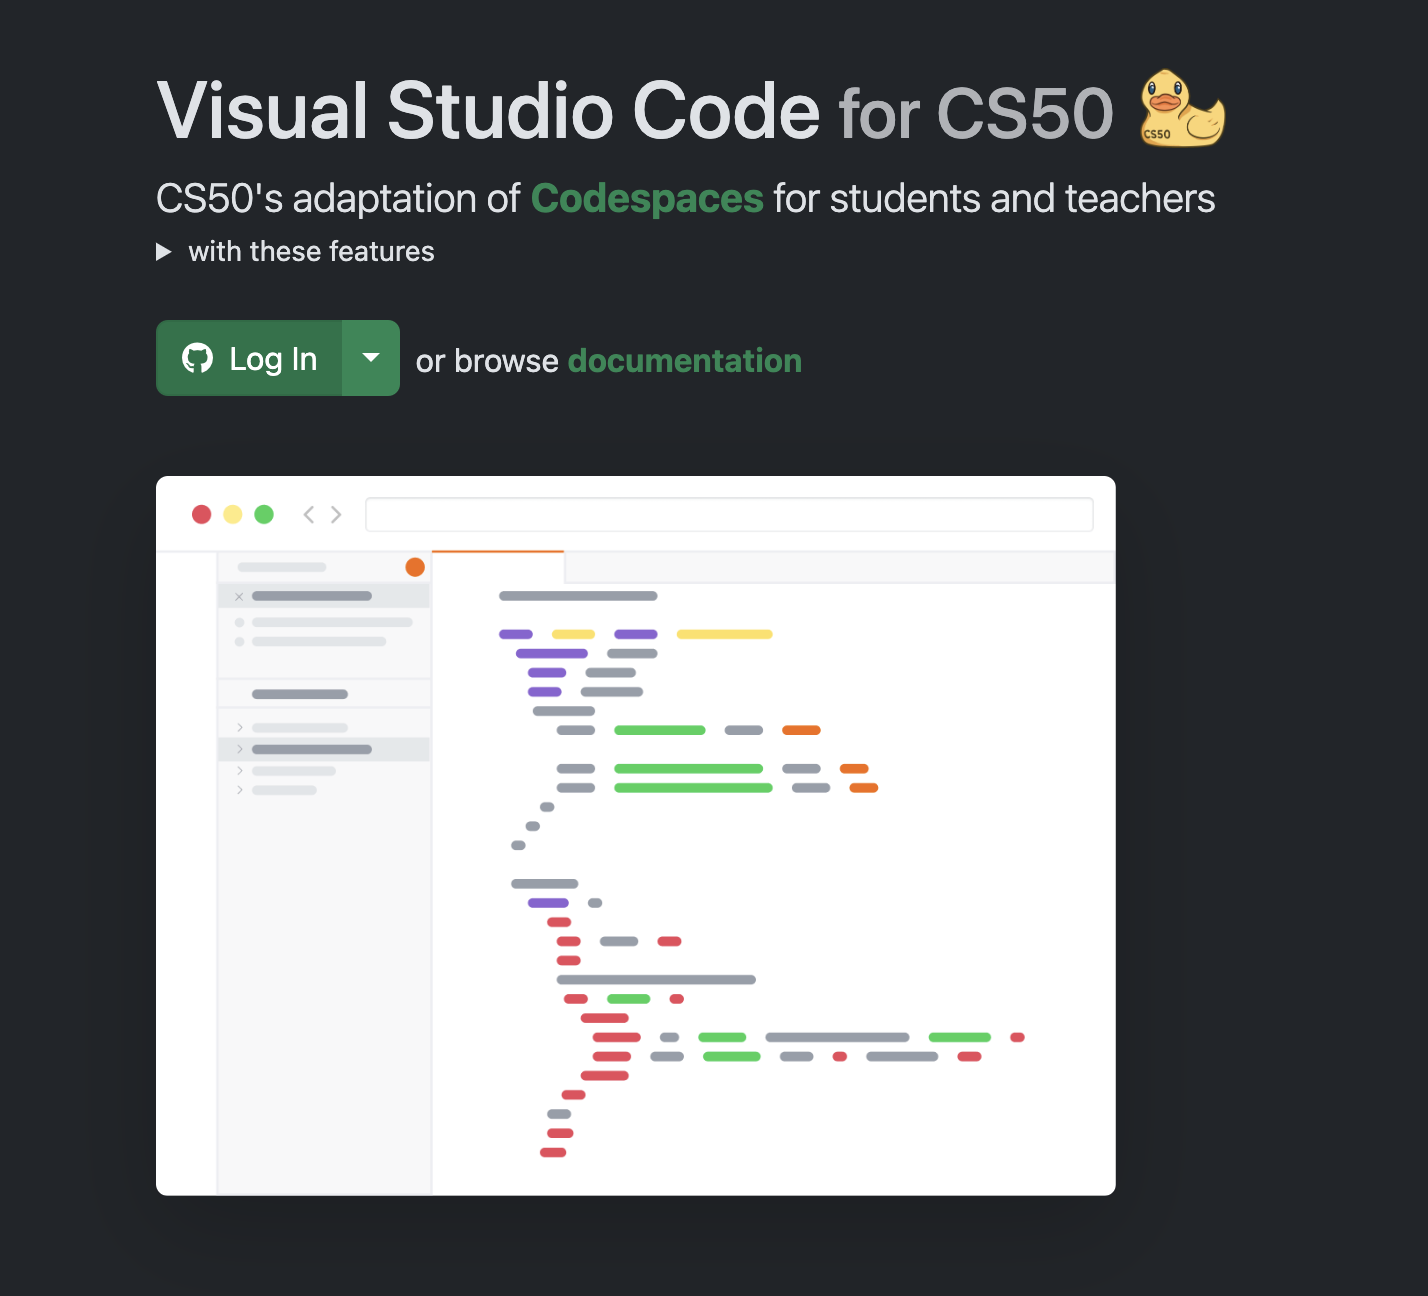 Visual Studio Code for CS50
CS50
CS50's adaptation of Codespaces for students and teachers
with these features
Log In
or browse documentation